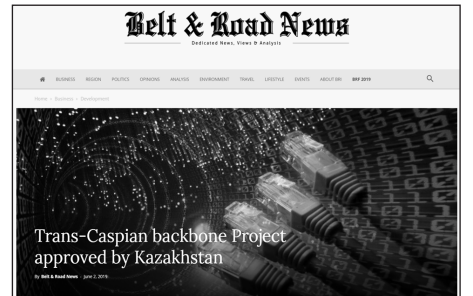 Belt & Road News
Dedicated News, Views & Analysis
BUSINESS REGION POLITICS OPINIONS ANALYSIS ENVIRONMENT TRAVEL LIFESTYLE EVENTS ABOUT BRI BRF 2019
Home › Business › Development
Trans-Caspian backbone Project
approved by Kazakhstan
By Belt & Road News - June 2, 2019